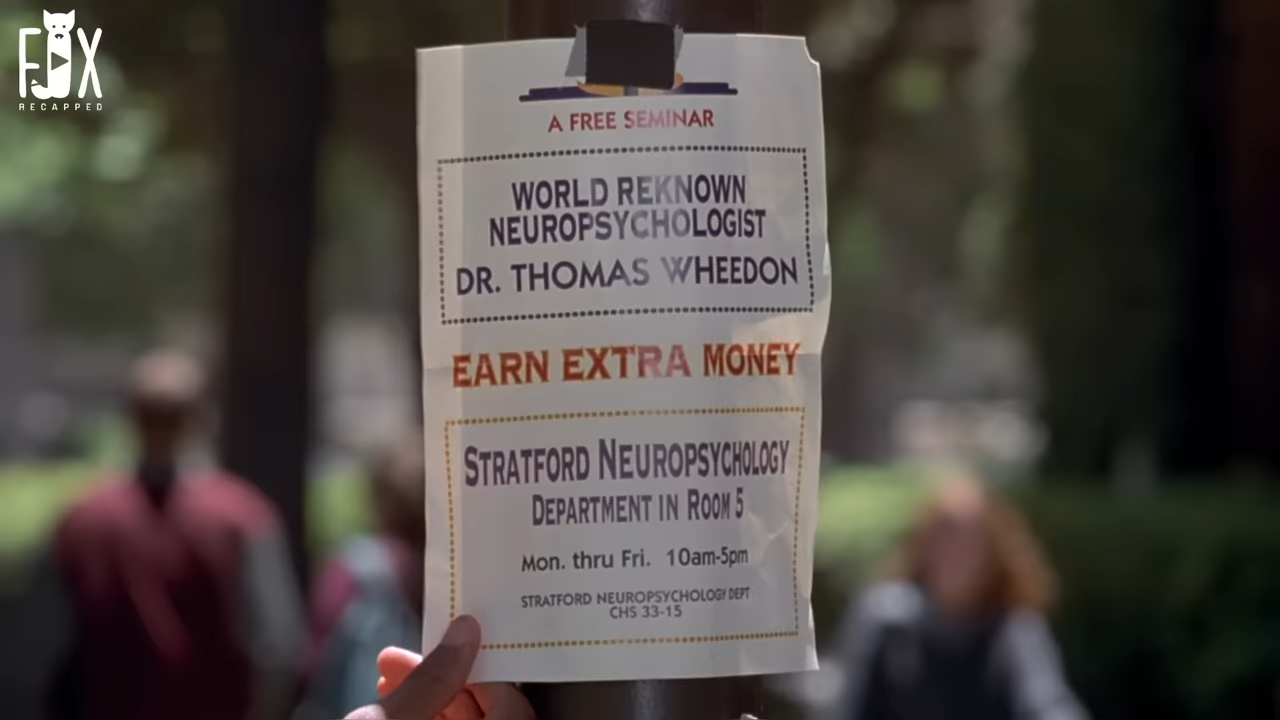 FOX
RECAPPED
A FREE SEMINAR
WORLD REKNOWN
NEUROPSYCHOLOGIST
DR. THOMAS WHEEDON
EARN EXTRA MONEY
STRATFORD NEUROPSYCHOLOGY
DEPARTMENT IN ROOM 5
Mon. thru Fri. 10am-5pm
STRATFORD NEUROPSYCHOLOGY DEPT
CHS 33-15